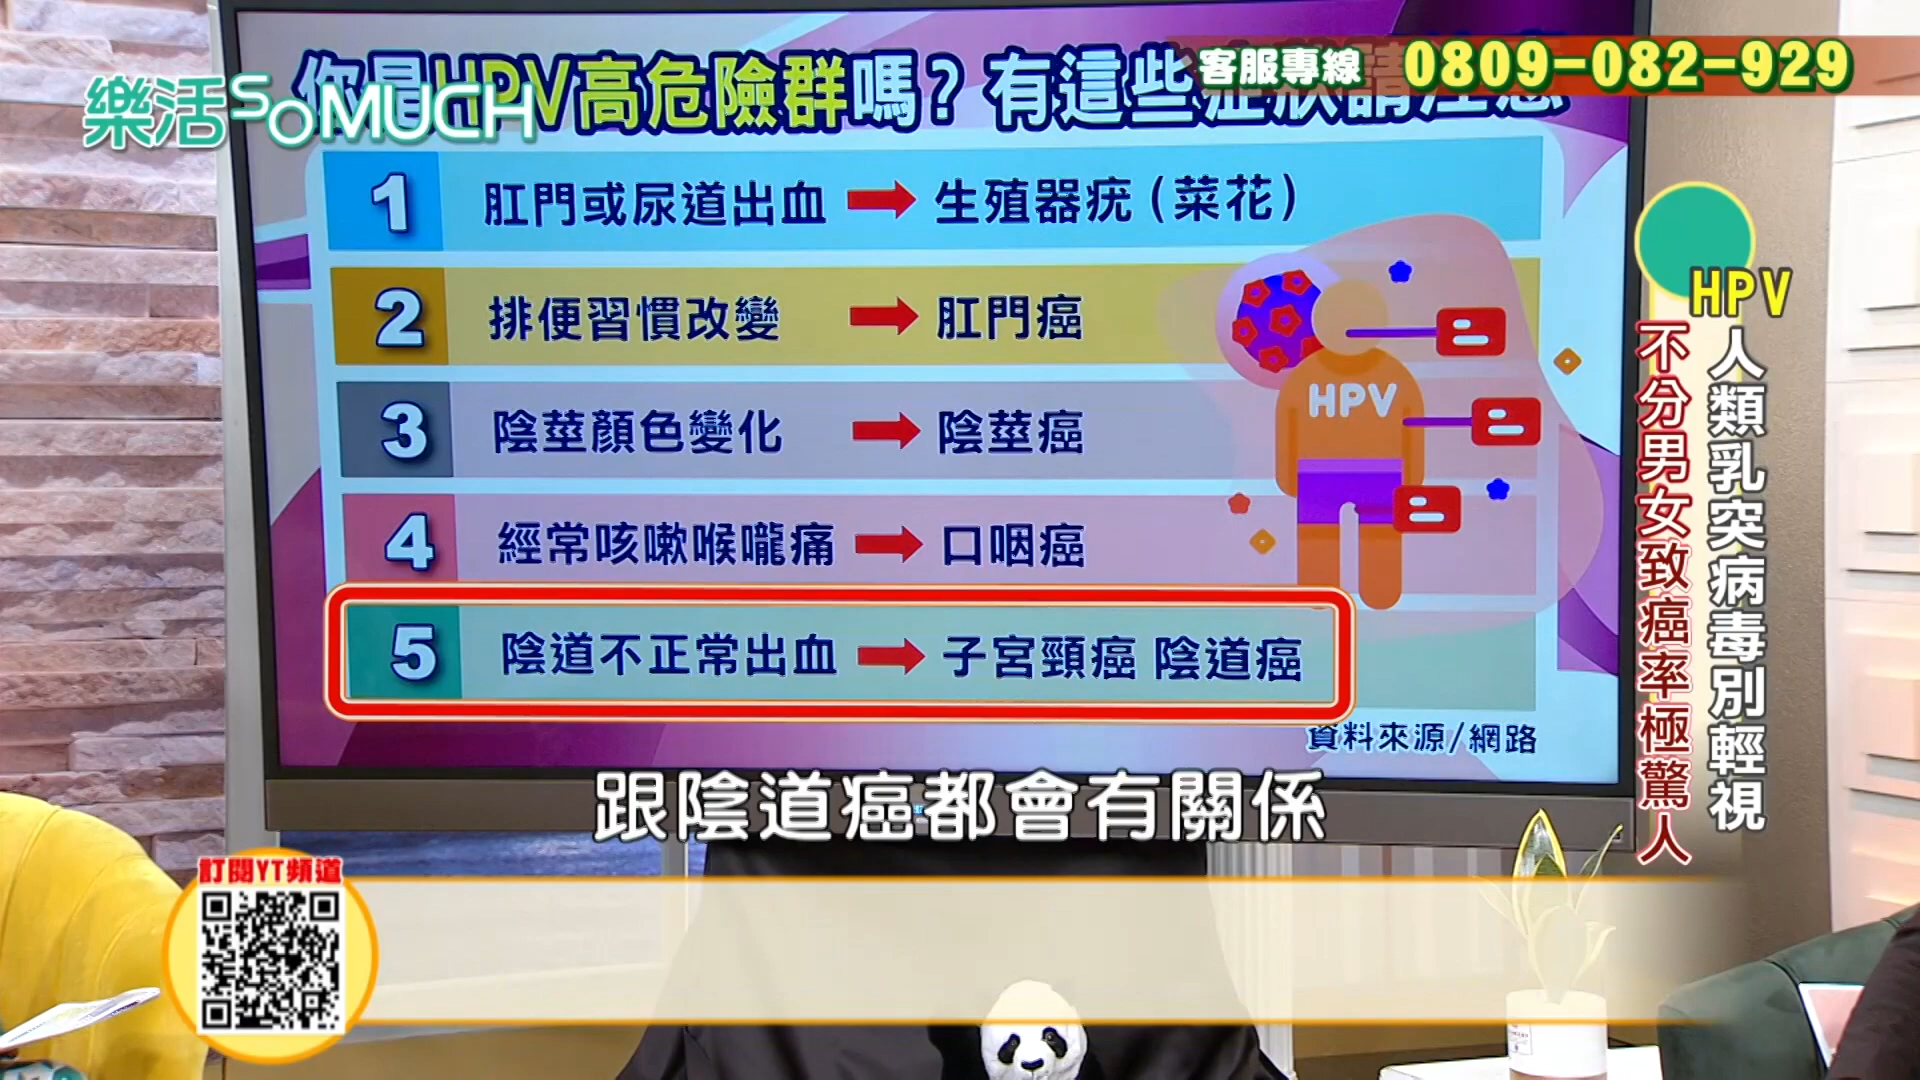 樂活SOMUCH
客服專線 0809-082-929
你是HPV高危險群嗎？有這些症狀請注意
1 肛門或尿道出血 → 生殖器疣(菜花)
2 排便習慣改變 → 肛門癌
3 陰莖顏色變化 → 陰莖癌
4 經常咳嗽喉嚨痛 → 口咽癌
5 陰道不正常出血 → 子宮頸癌 陰道癌
HPV
資料來源/網路
HPV人類乳突病毒別輕視
不分男女致癌率極驚人
跟陰道癌都會有關係
訂閱YT頻道